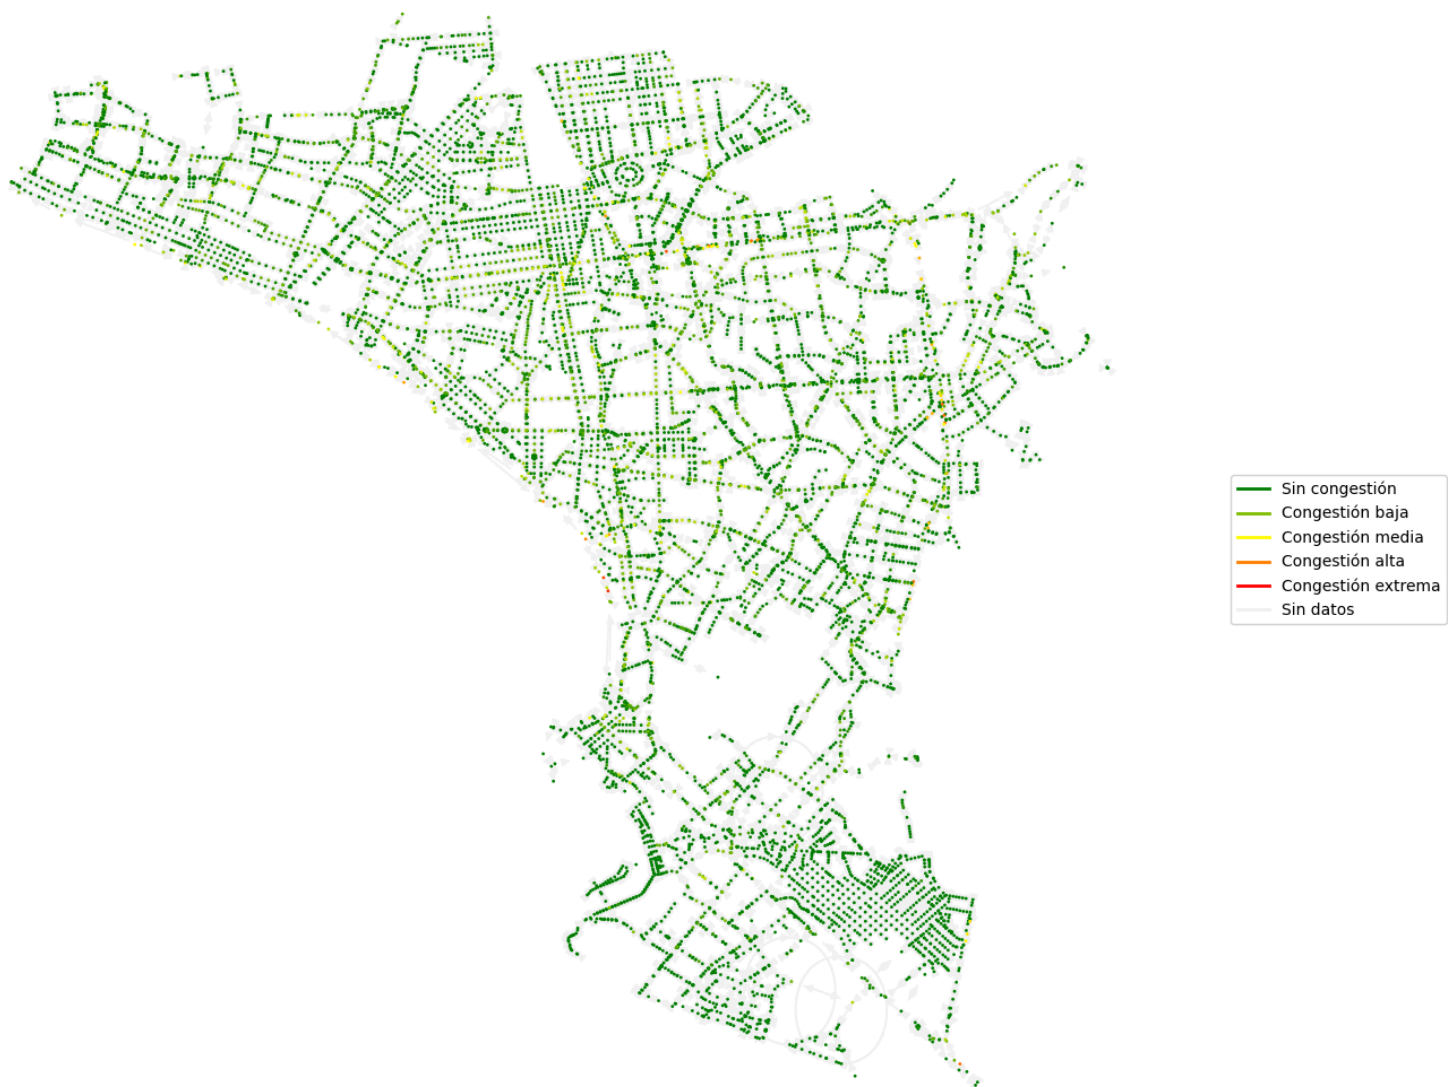 Sin congestión
Congestión baja
Congestión media
Congestión alta
Congestión extrema
Sin datos